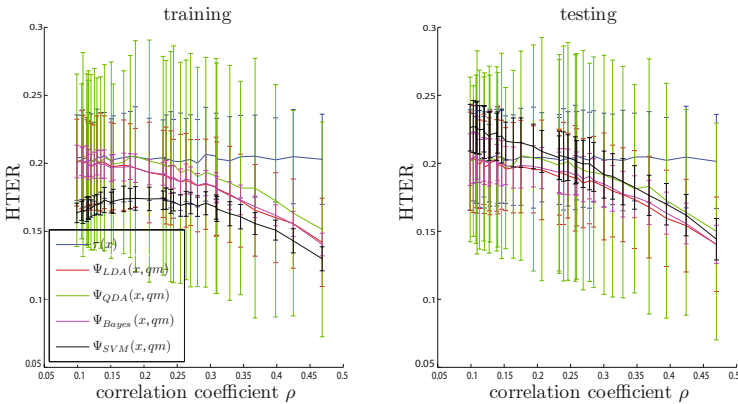 training
HTER
0.3
0.25
0.2
0.15
0.1
0.05
τ(x)
Ψ_LDA(x, qm)
Ψ_QDA(x, qm)
Ψ_Bayes(x, qm)
Ψ_SVM(x, qm)
0.05 0.1 0.15 0.2 0.25 0.3 0.35 0.4 0.45 0.5
correlation coefficient ρ
testing
HTER
0.3
0.25
0.2
0.15
0.1
0.05
0.05 0.1 0.15 0.2 0.25 0.3 0.35 0.4 0.45 0.5
correlation coefficient ρ